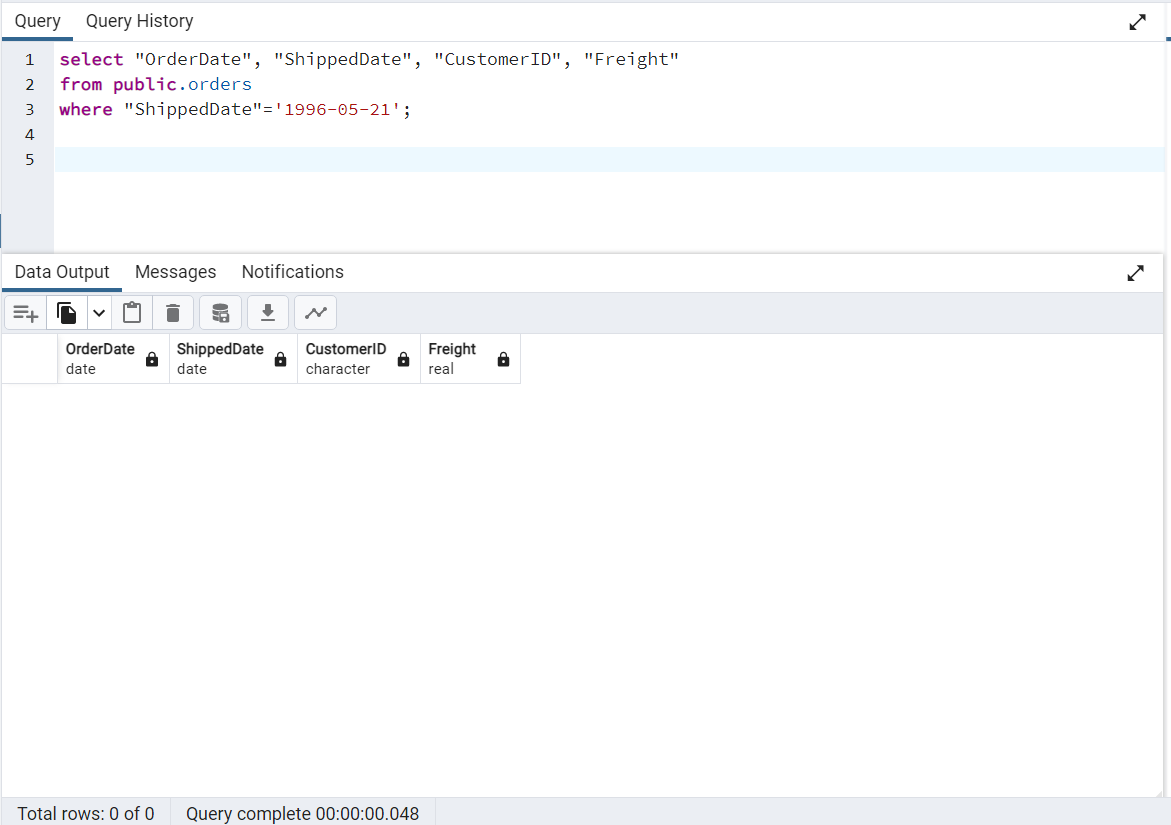 Query Query History
1 select "OrderDate", "ShippedDate", "CustomerID", "Freight"
2 from public.orders
3 where "ShippedDate"='1996-05-21';
4
5
Data Output Messages Notifications
OrderDate ShippedDate CustomerID Freight
date date character real
Total rows: 0 of 0 Query complete 00:00:00.048